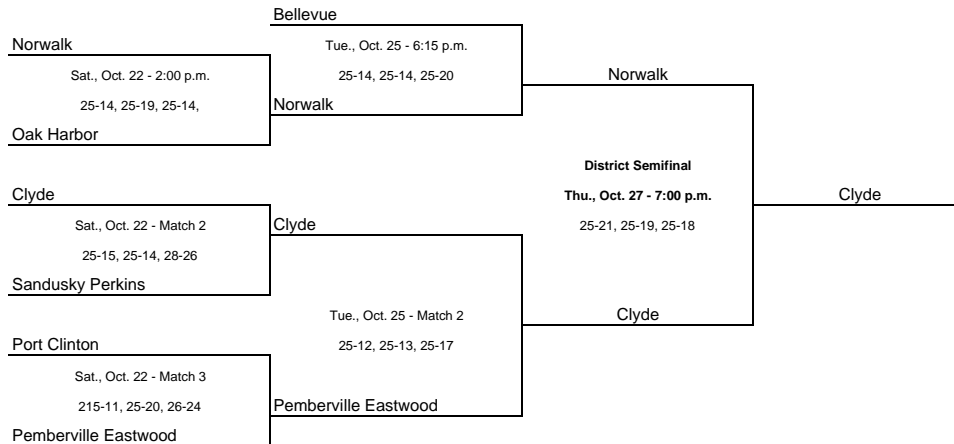 Bellevue
Norwalk
Tue., Oct. 25 - 6:15 p.m.
Sat., Oct. 22 - 2:00 p.m.
25-14, 25-14, 25-20
Norwalk
25-14, 25-19, 25-14,
Norwalk
Oak Harbor
District Semifinal
Clyde
Thu., Oct. 27 - 7:00 p.m.
Clyde
Sat., Oct. 22 - Match 2
Clyde
25-21, 25-19, 25-18
25-15, 25-14, 28-26
Sandusky Perkins
Tue., Oct. 25 - Match 2
Clyde
Port Clinton
25-12, 25-13, 25-17
Sat., Oct. 22 - Match 3
215-11, 25-20, 26-24
Pemberville Eastwood
Pemberville Eastwood